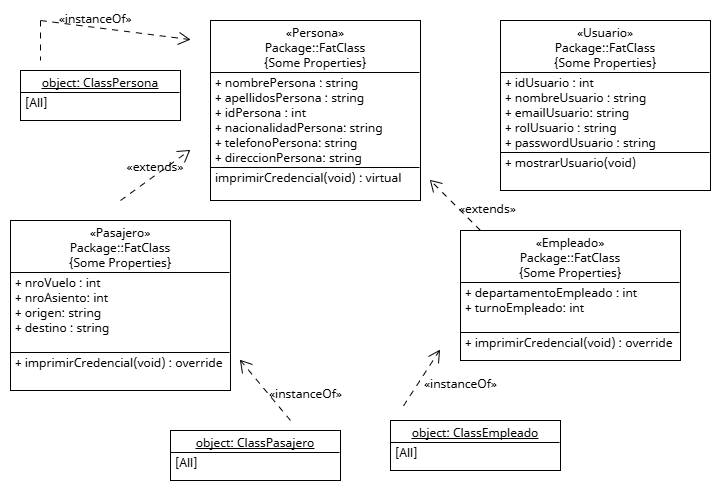 «instanceOf»
object: ClassPersona
[All]
«Persona»
Package::FatClass
{Some Properties}
+ nombrePersona : string
+ apellidosPersona : string
+ idPersona : int
+ nacionalidadPersona: string
+ telefonoPersona: string
+ direccionPersona: string
imprimirCredencial(void) : virtual
«Usuario»
Package::FatClass
{Some Properties}
+ idUsuario : int
+ nombreUsuario : string
+ emailUsuario: string
+ rolUsuario : string
+ passwordUsuario: string
+ mostrarUsuario(void)
«extends»
«extends»
«Pasajero»
Package::FatClass
{Some Properties}
+ nroVuelo : int
+ nroAsiento: int
+ origen: string
+ destino : string
+ imprimirCredencial(void) : override
«Empleado»
Package::FatClass
{Some Properties}
+ departamentoEmpleado : int
+ turnoEmpleado: int
+ imprimirCredencial(void) : override
«instanceOf»
«instanceOf»
object: ClassPasajero
[All]
object: ClassEmpleado
[All]